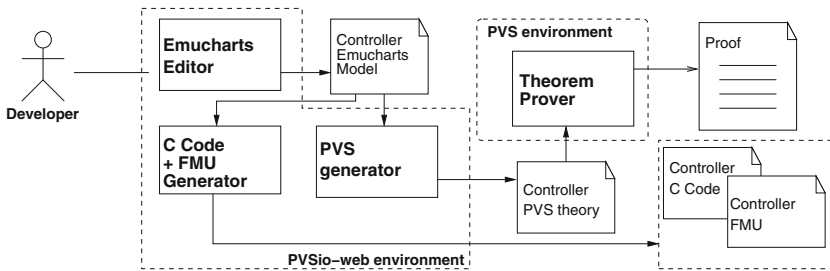 Developer
Emucharts
Editor
Controller
Emucharts
Model
PVS environment
Theorem
Prover
Proof
C Code
+ FMU
Generator
PVS
generator
Controller
PVS theory
Controller
C Code
Controller
FMU
PVSio–web environment